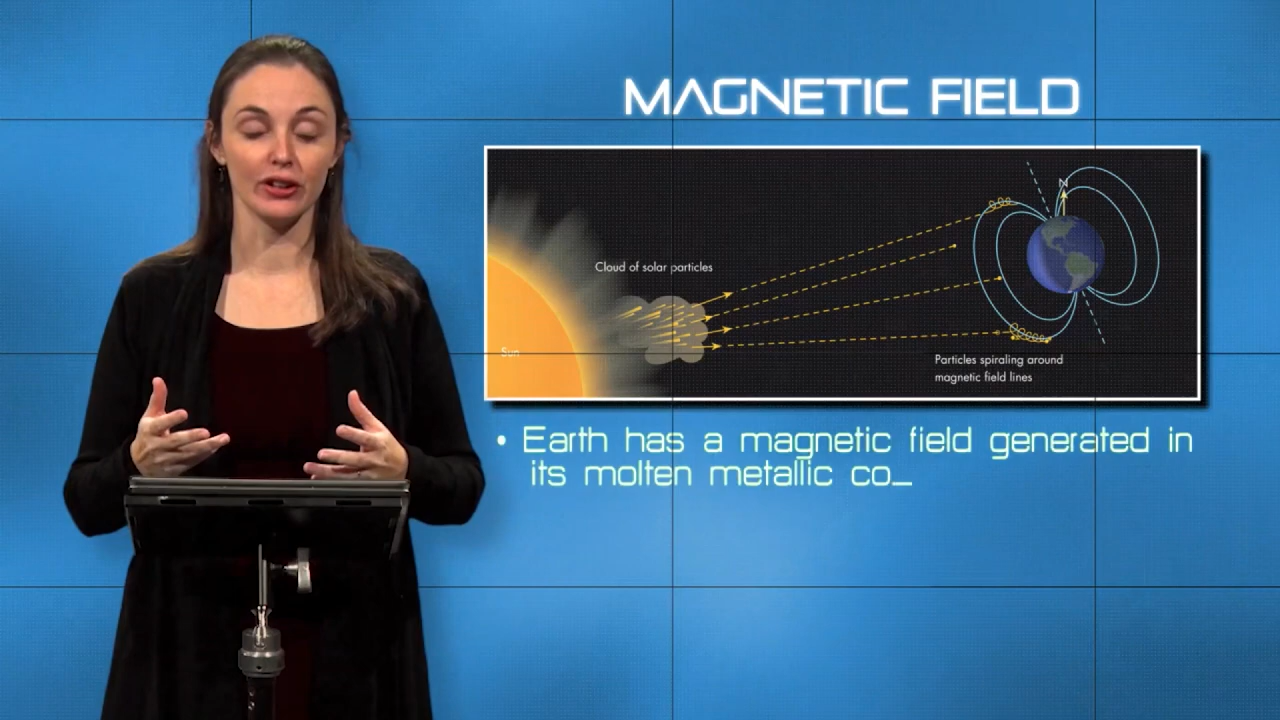 MAGNETIC FIELD
N
Cloud of solar particles
Sun
Particles spiraling around
magnetic field lines
• Earth has a magnetic field generated in
its molten metallic co_